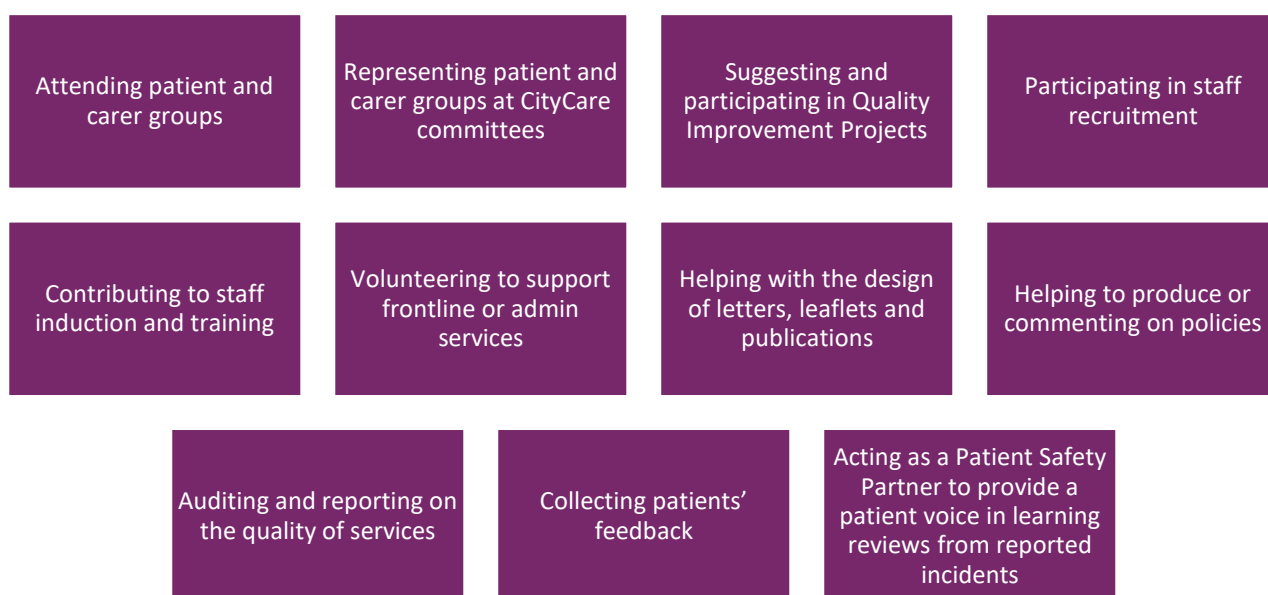 Attending patient and
carer groups
Representing patient and
carer groups at CityCare
committees
Suggesting and
participating in Quality
Improvement Projects
Participating in staff
recruitment
Contributing to staff
induction and training
Volunteering to support
frontline or admin
services
Helping with the design
of letters, leaflets and
publications
Helping to produce or
commenting on policies
Auditing and reporting on
the quality of services
Collecting patients’
feedback
Acting as a Patient Safety
Partner to provide a
patient voice in learning
reviews from reported
incidents